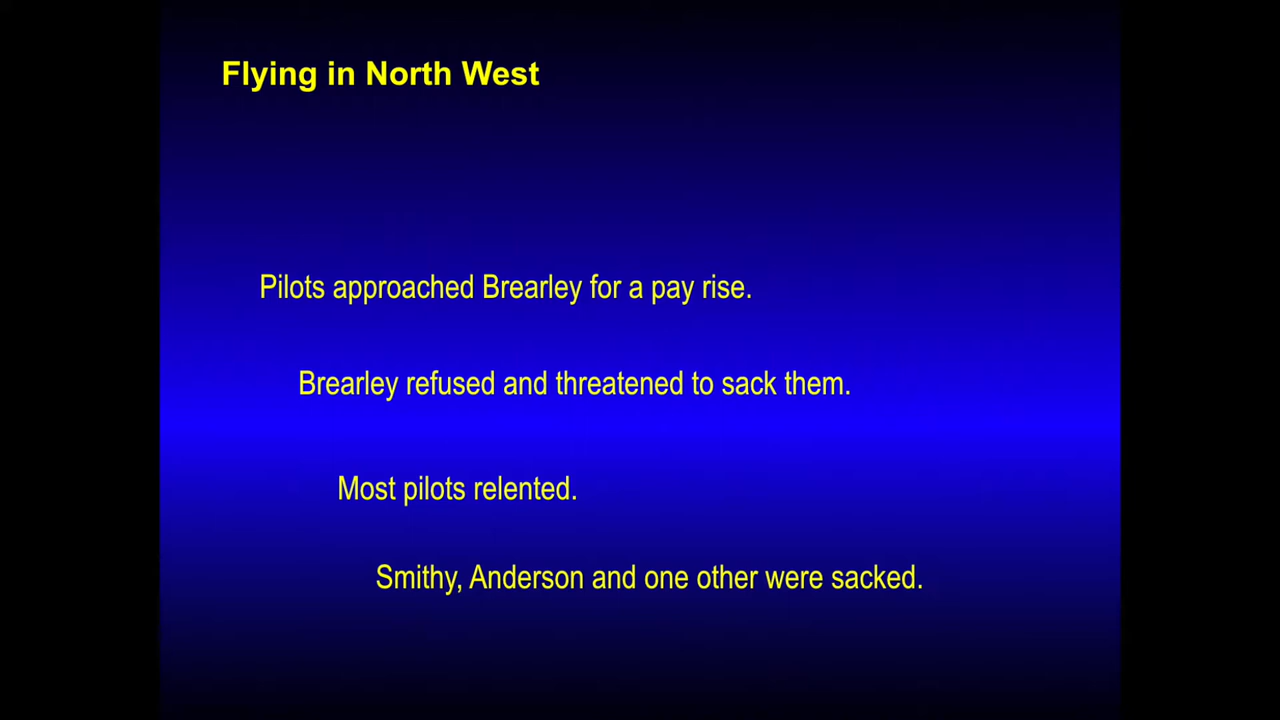 Flying in North West
Pilots approached Brearley for a pay rise.
Brearley refused and threatened to sack them.
Most pilots relented.
Smithy, Anderson and one other were sacked.